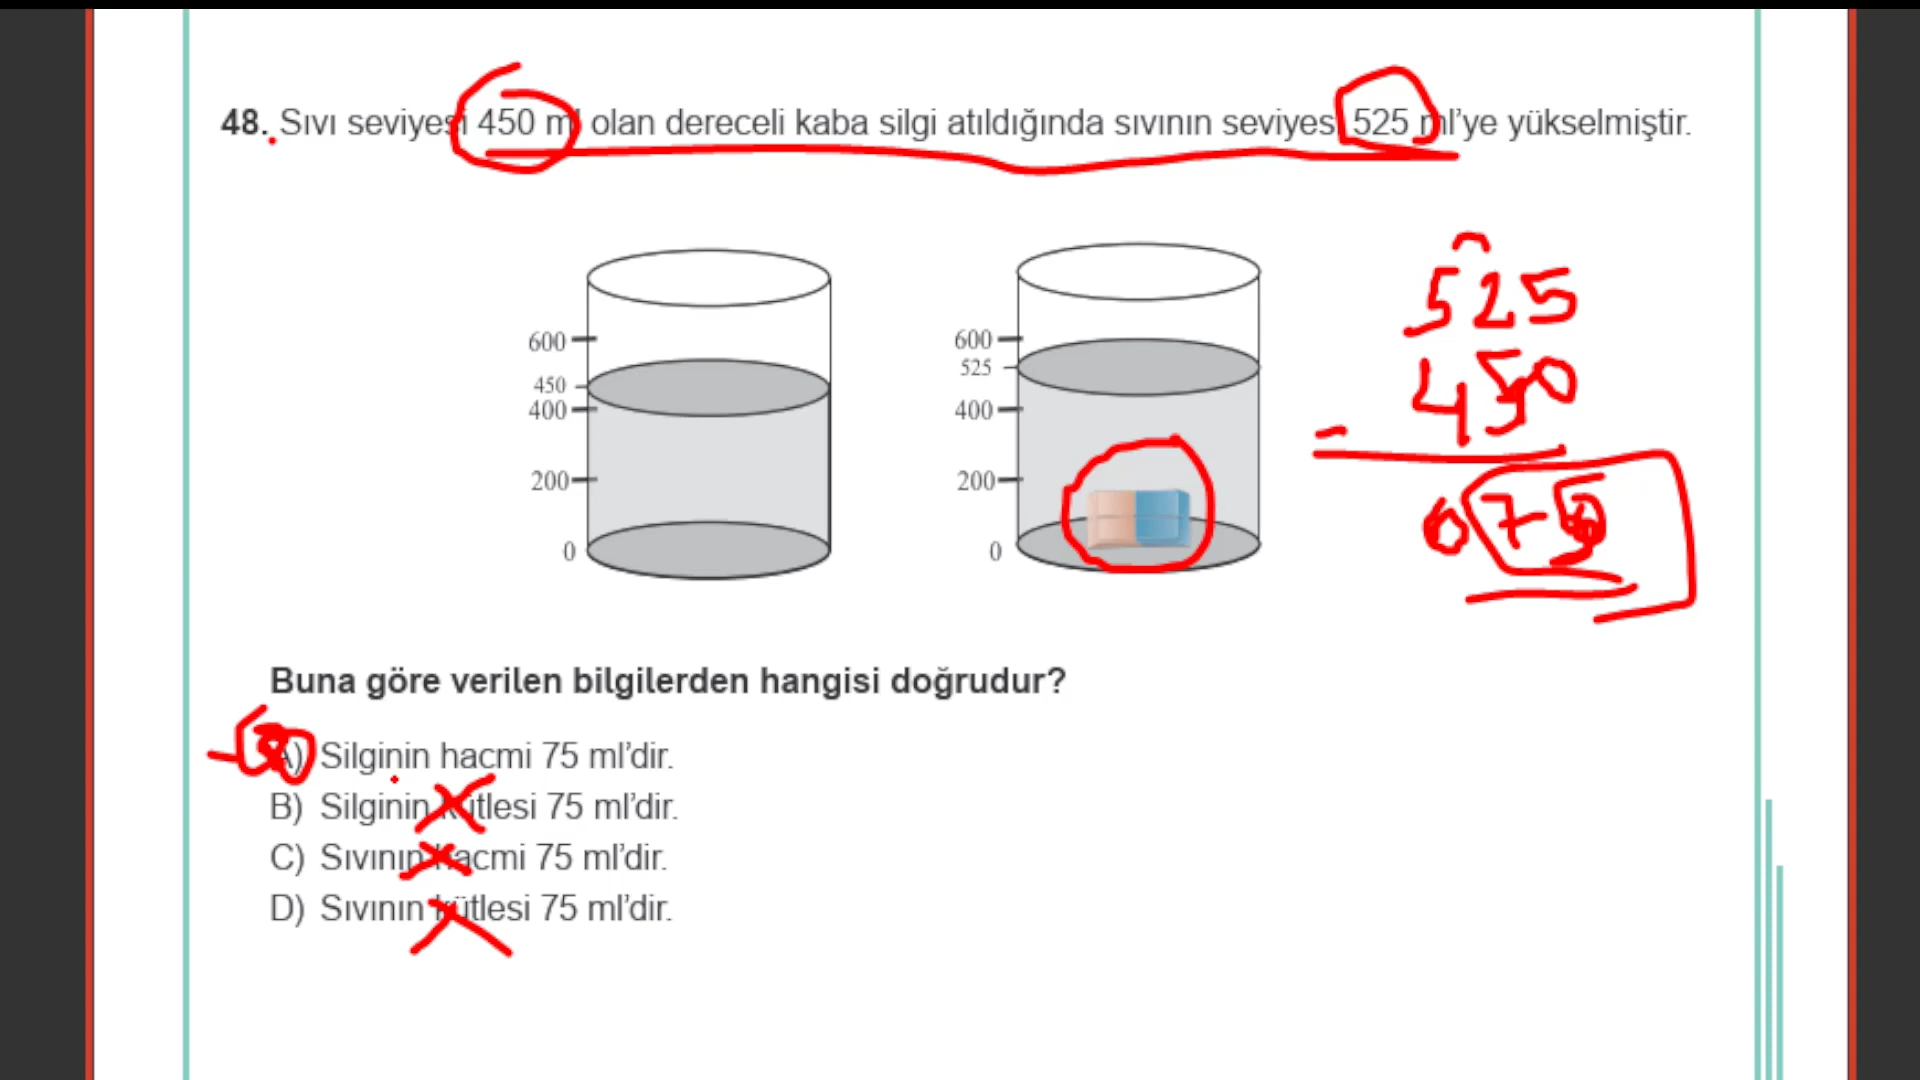 48. Sıvı seviyesi 450 ml olan dereceli kaba silgi atıldığında sıvının seviyesi 525 ml'ye yükselmiştir.
600
450
400
200
0
600
525
400
200
0
525
450
-
075
Buna göre verilen bilgilerden hangisi doğrudur?
A) Silginin hacmi 75 ml'dir.
B) Silginin kütlesi 75 ml'dir.
C) Sıvının hacmi 75 ml'dir.
D) Sıvının kütlesi 75 ml'dir.